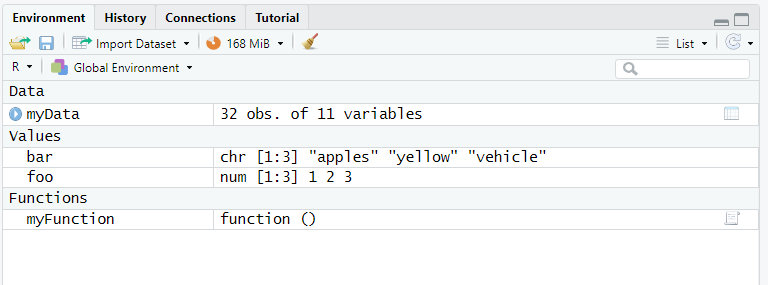 Environment History Connections Tutorial
Import Dataset 168 MiB List
R Global Environment
Data
myData 32 obs. of 11 variables
Values
bar chr [1:3] "apples" "yellow" "vehicle"
foo num [1:3] 1 2 3
Functions
myFunction function ()